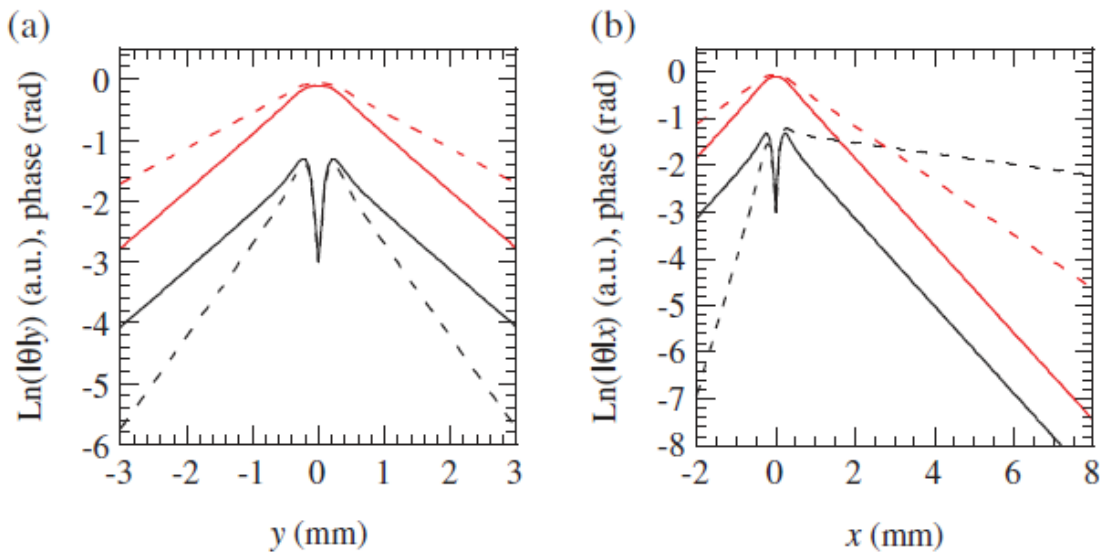 (a)
Ln(|θ|y) (a.u.), phase (rad)
0
-1
-2
-3
-4
-5
-6
-3 -2 -1 0 1 2 3
y (mm)
(b)
Ln(|θ|x) (a.u.), phase (rad)
0
-1
-2
-3
-4
-5
-6
-7
-8
-2 0 2 4 6 8
x (mm)